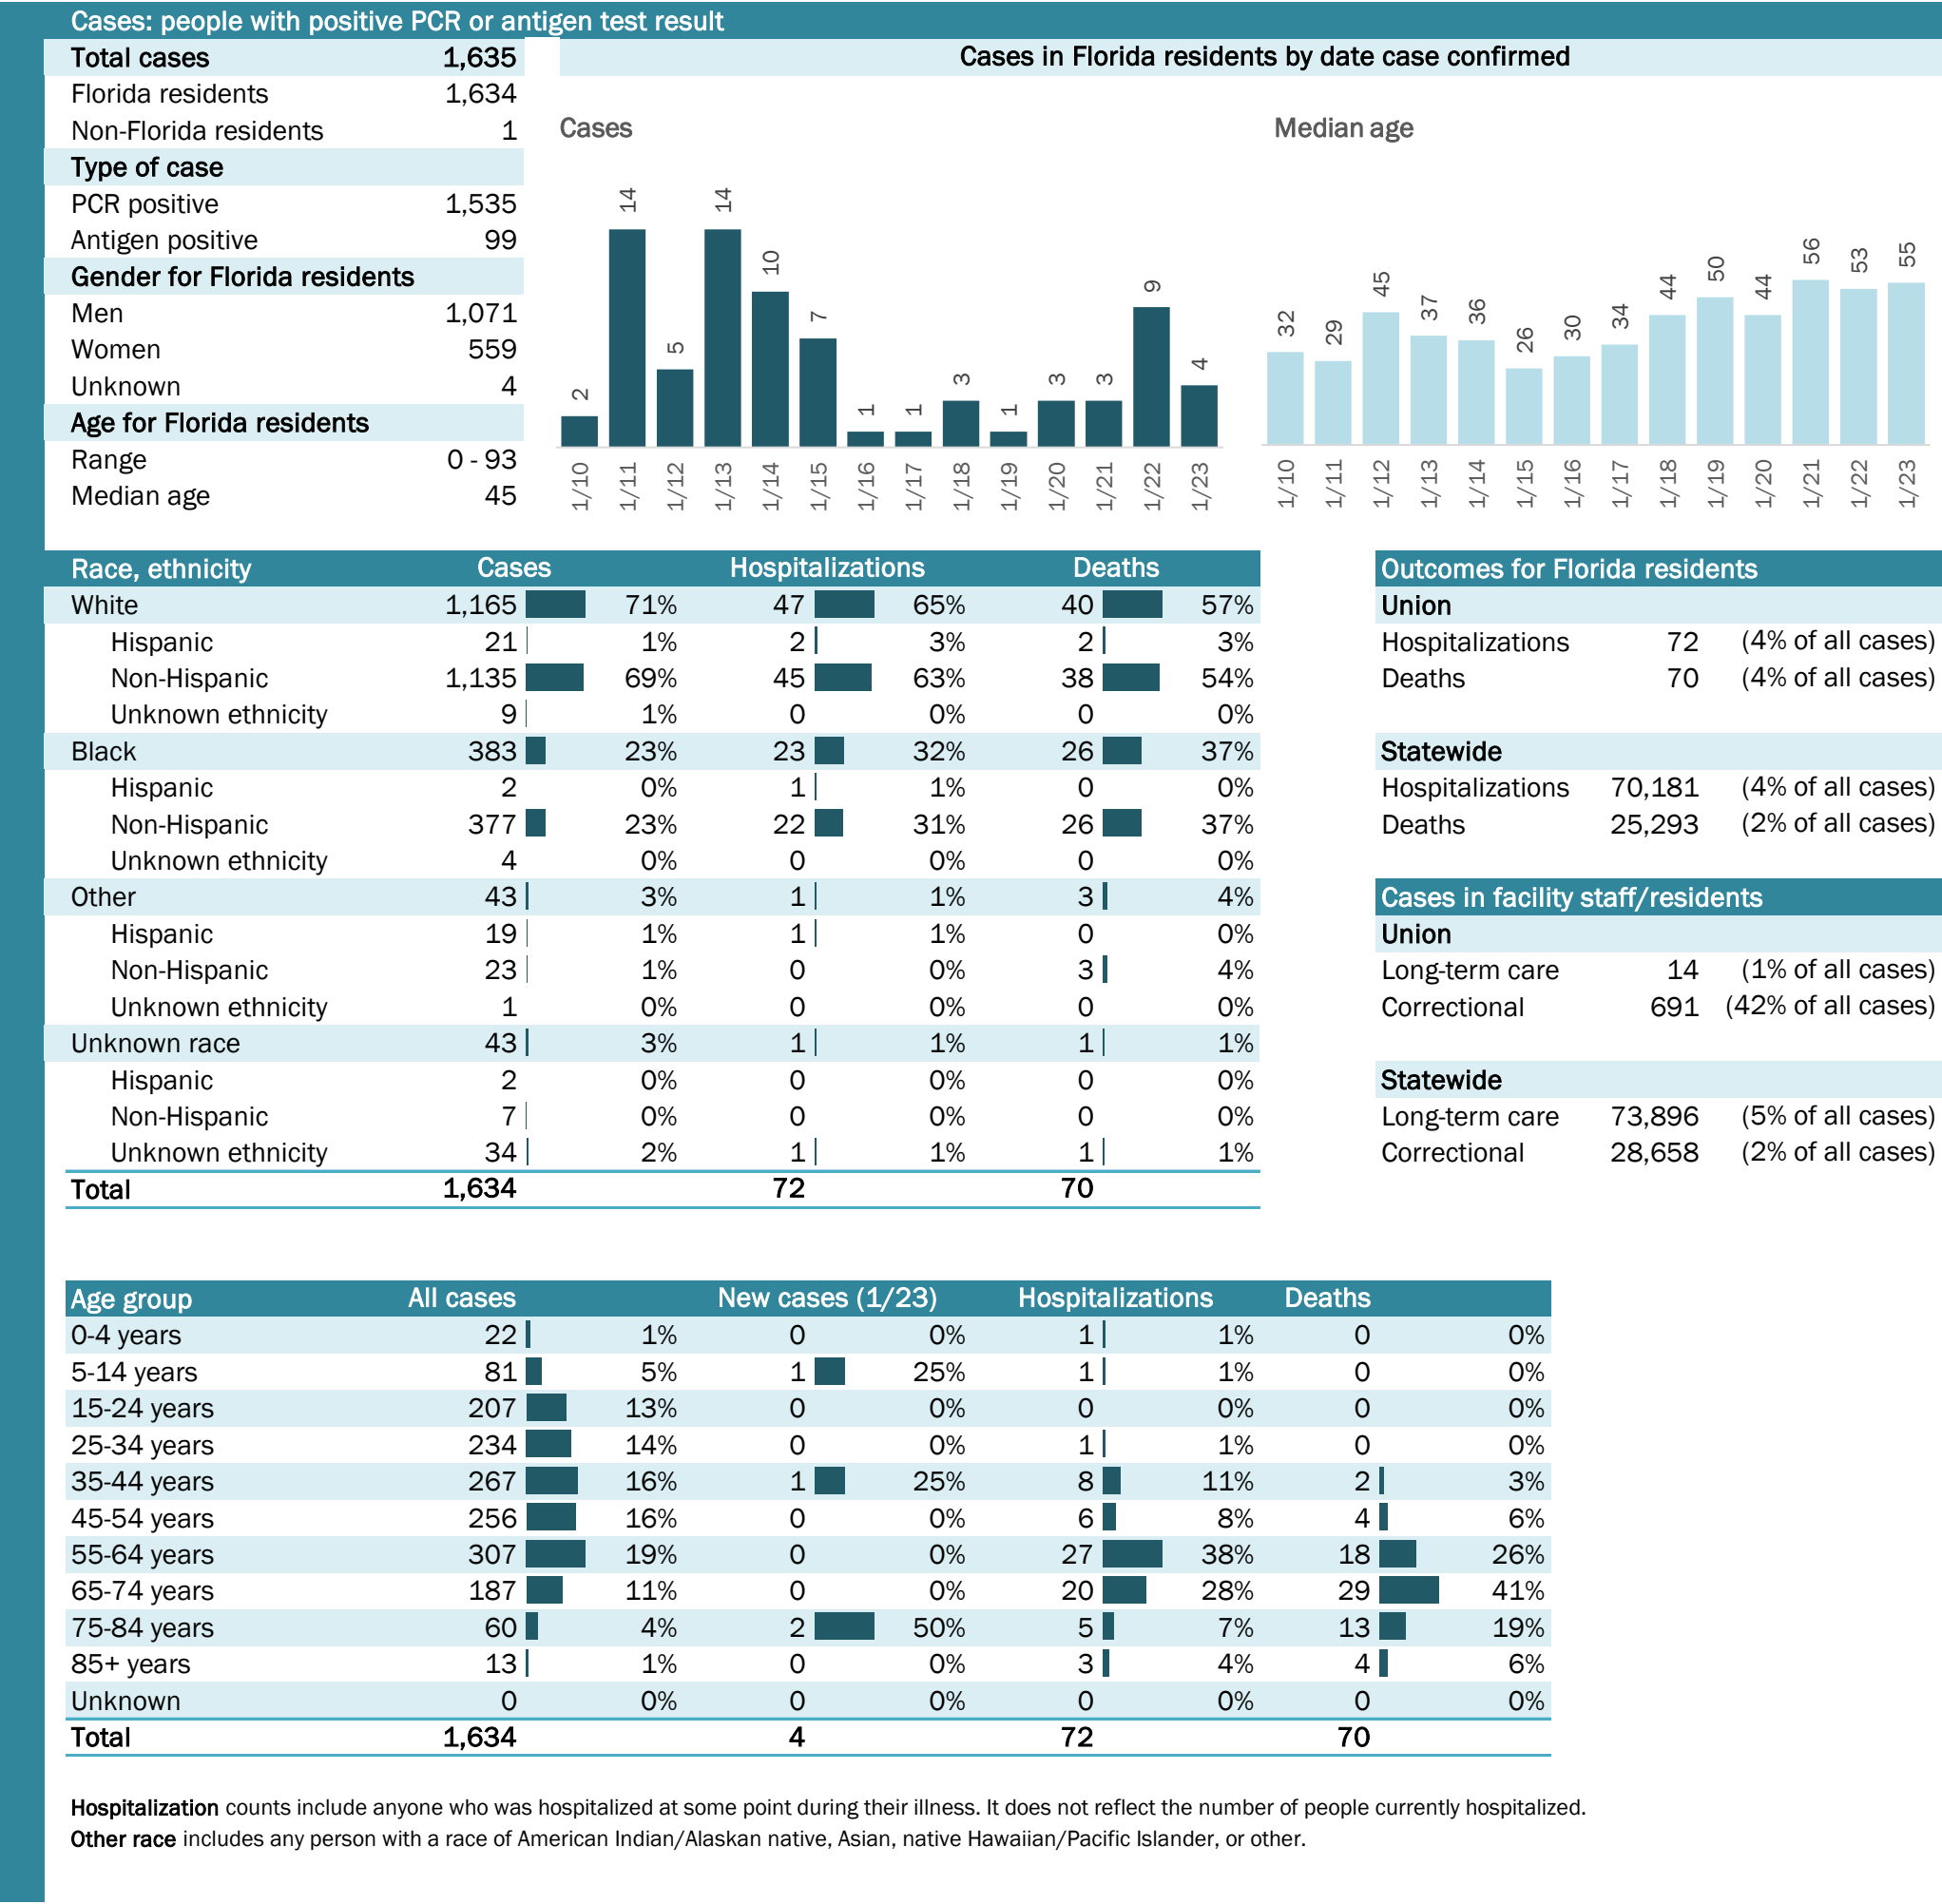 Cases: people with positive PCR or antigen test result
Total cases 1,635
Florida residents 1,634
Non-Florida residents 1
Type of case
PCR positive 1,535
Antigen positive 99
Gender for Florida residents
Men 1,071
Women 559
Unknown 4
Age for Florida residents
Range 0 - 93
Median age 45
Cases in Florida residents by date case confirmed
Cases
2 14 5 14 10 7 1 1 3 1 3 3 9 4
1/10 1/11 1/12 1/13 1/14 1/15 1/16 1/17 1/18 1/19 1/20 1/21 1/22 1/23
Median age
32 29 45 37 36 26 30 34 44 50 44 56 53 55
1/10 1/11 1/12 1/13 1/14 1/15 1/16 1/17 1/18 1/19 1/20 1/21 1/22 1/23
Race, ethnicity Cases Hospitalizations Deaths
White 1,165 71% 47 65% 40 57%
Hispanic 21 1% 2 3% 2 3%
Non-Hispanic 1,135 69% 45 63% 38 54%
Unknown ethnicity 9 1% 0 0% 0 0%
Black 383 23% 23 32% 26 37%
Hispanic 2 0% 1 1% 0 0%
Non-Hispanic 377 23% 22 31% 26 37%
Unknown ethnicity 4 0% 0 0% 0 0%
Other 43 3% 1 1% 3 4%
Hispanic 19 1% 1 1% 0 0%
Non-Hispanic 23 1% 0 0% 3 4%
Unknown ethnicity 1 0% 0 0% 0 0%
Unknown race 43 3% 1 1% 1 1%
Hispanic 2 0% 0 0% 0 0%
Non-Hispanic 7 0% 0 0% 0 0%
Unknown ethnicity 34 2% 1 1% 1 1%
Total 1,634 72 70
Outcomes for Florida residents
Union
Hospitalizations 72 (4% of all cases)
Deaths 70 (4% of all cases)
Statewide
Hospitalizations 70,181 (4% of all cases)
Deaths 25,293 (2% of all cases)
Cases in facility staff/residents
Union
Long-term care 14 (1% of all cases)
Correctional 691 (42% of all cases)
Statewide
Long-term care 73,896 (5% of all cases)
Correctional 28,658 (2% of all cases)
Age group All cases New cases (1/23) Hospitalizations Deaths
0-4 years 22 1% 0 0% 1 1% 0 0%
5-14 years 81 5% 1 25% 1 1% 0 0%
15-24 years 207 13% 0 0% 0 0% 0 0%
25-34 years 234 14% 0 0% 1 1% 0 0%
35-44 years 267 16% 1 25% 8 11% 2 3%
45-54 years 256 16% 0 0% 6 8% 4 6%
55-64 years 307 19% 0 0% 27 38% 18 26%
65-74 years 187 11% 0 0% 20 28% 29 41%
75-84 years 60 4% 2 50% 5 7% 13 19%
85+ years 13 1% 0 0% 3 4% 4 6%
Unknown 0 0% 0 0% 0 0% 0 0%
Total 1,634 4 72 70
Hospitalization counts include anyone who was hospitalized at some point during their illness. It does not reflect the number of people currently hospitalized.
Other race includes any person with a race of American Indian/Alaskan native, Asian, native Hawaiian/Pacific Islander, or other.